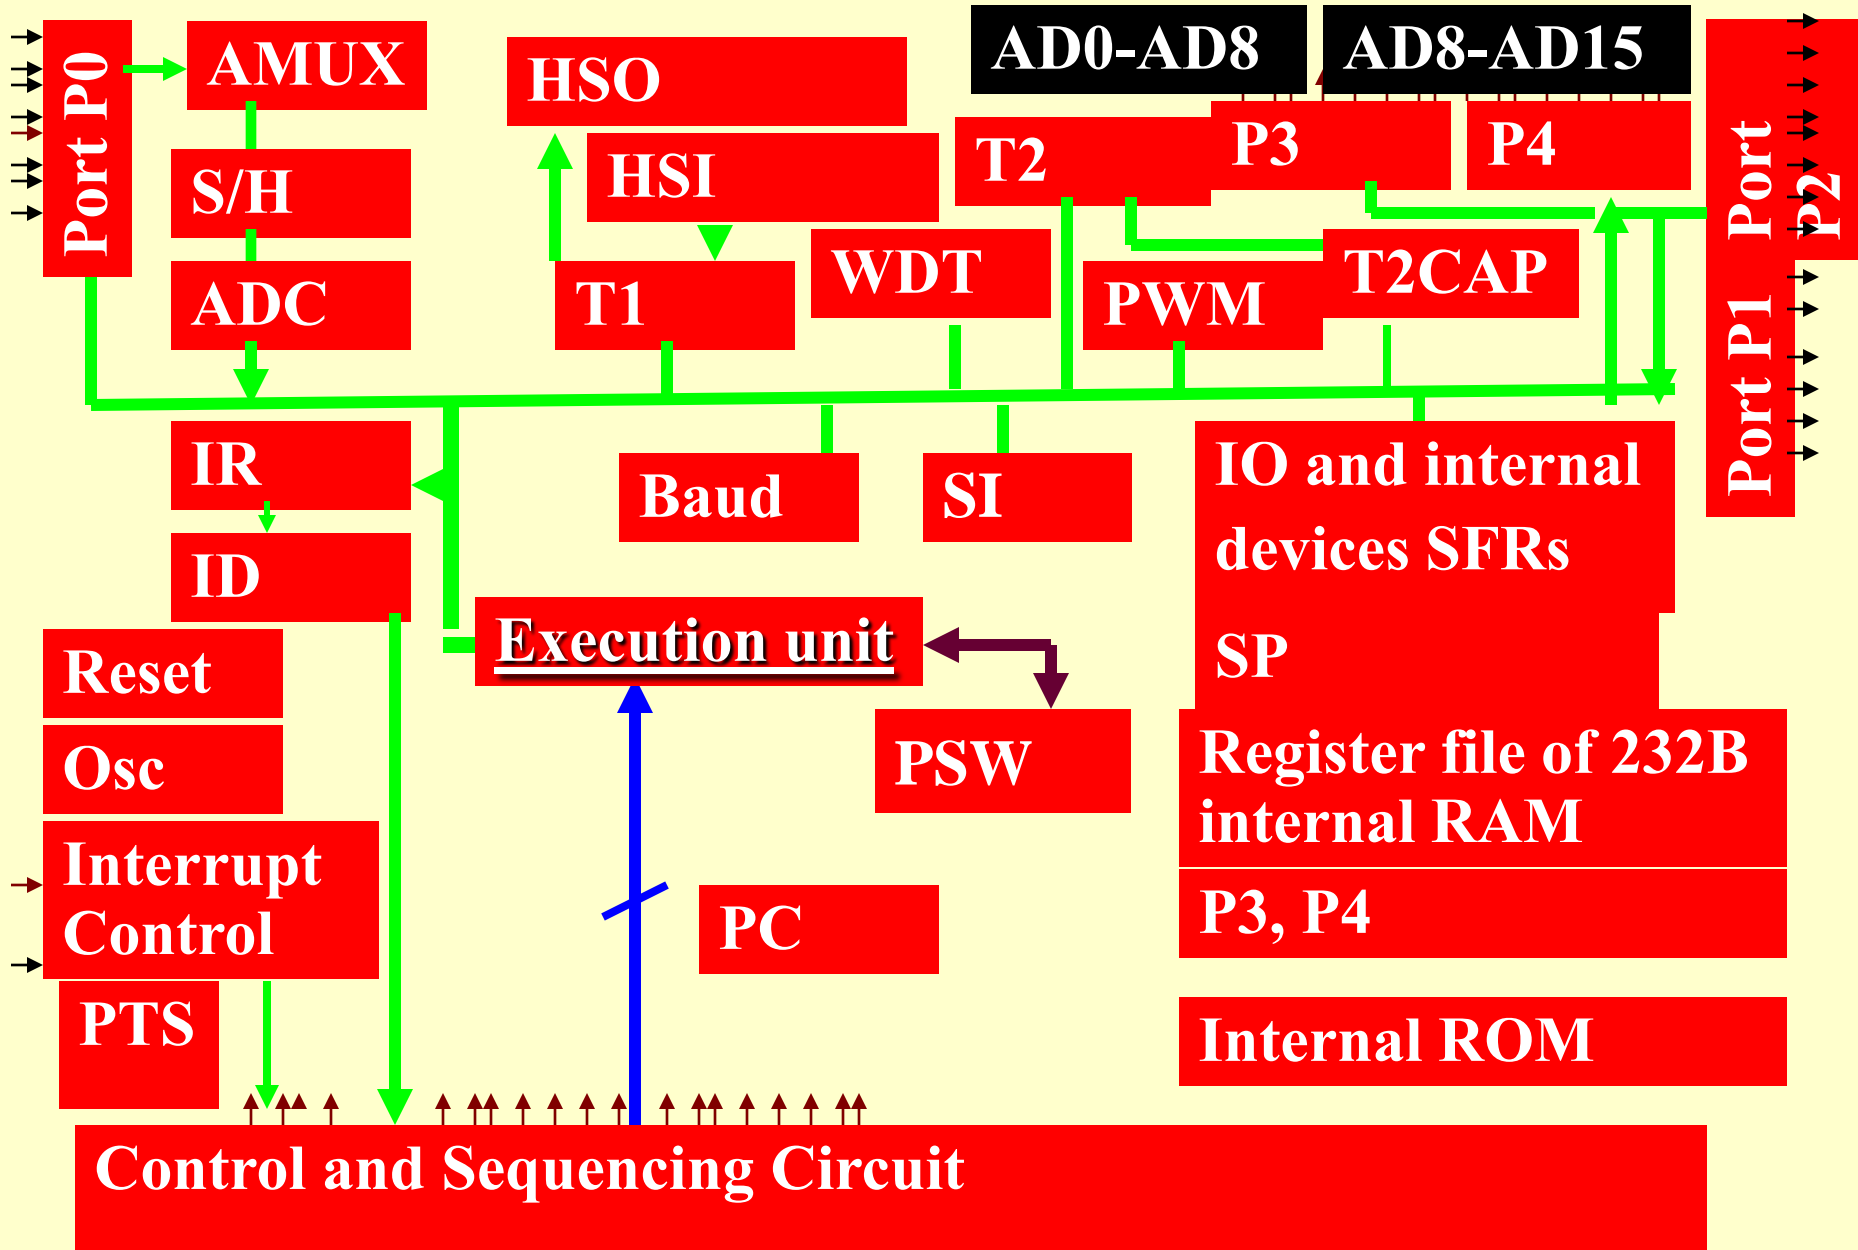 Port P0
AMUX
S/H
ADC
HSO
HSI
T1
WDT
AD0-AD8
AD8-AD15
T2
P3
P4
PWM
T2CAP
Port P1 Port
P2
IR
ID
Baud
SI
IO and internal
devices SFRs
SP
Register file of 232B
internal RAM
P3, P4
Internal ROM
Execution unit
PSW
PC
Reset
Osc
Interrupt
Control
PTS
Control and Sequencing Circuit